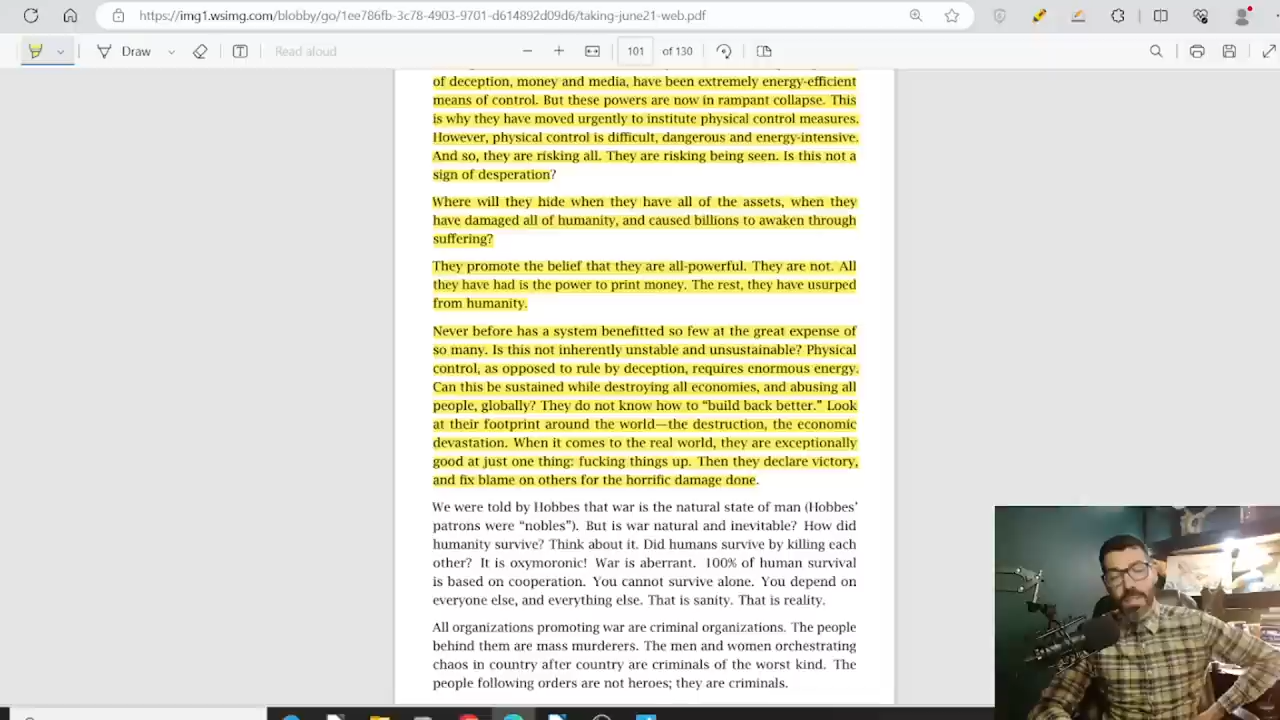 https://img1.wsimg.com/blobby/go/1ee786fb-3c78-4903-9701-d614892d09d6/taking-june21-web.pdf
Draw
Read aloud
101 of 130
of deception, money and media, have been extremely energy-efficient
means of control. But these powers are now in rampant collapse. This
is why they have moved urgently to institute physical control measures.
However, physical control is difficult, dangerous and energy-intensive.
And so, they are risking all. They are risking being seen. Is this not a
sign of desperation?
Where will they hide when they have all of the assets, when they
have damaged all of humanity, and caused billions to awaken through
suffering?
They promote the belief that they are all-powerful. They are not. All
they have had is the power to print money. The rest, they have usurped
from humanity.
Never before has a system benefitted so few at the great expense of
so many. Is this not inherently unstable and unsustainable? Physical
control, as opposed to rule by deception, requires enormous energy.
Can this be sustained while destroying all economies, and abusing all
people, globally? They do not know how to “build back better.” Look
at their footprint around the world—the destruction, the economic
devastation. When it comes to the real world, they are exceptionally
good at just one thing: fucking things up. Then they declare victory,
and fix blame on others for the horrific damage done.
We were told by Hobbes that war is the natural state of man (Hobbes’
patrons were “nobles”). But is war natural and inevitable? How did
humanity survive? Think about it. Did humans survive by killing each
other? It is oxymoronic! War is aberrant. 100% of human survival
is based on cooperation. You cannot survive alone. You depend on
everyone else, and everything else. That is sanity. That is reality.
All organizations promoting war are criminal organizations. The people
behind them are mass murderers. The men and women orchestrating
chaos in country after country are criminals of the worst kind. The
people following orders are not heroes; they are criminals.